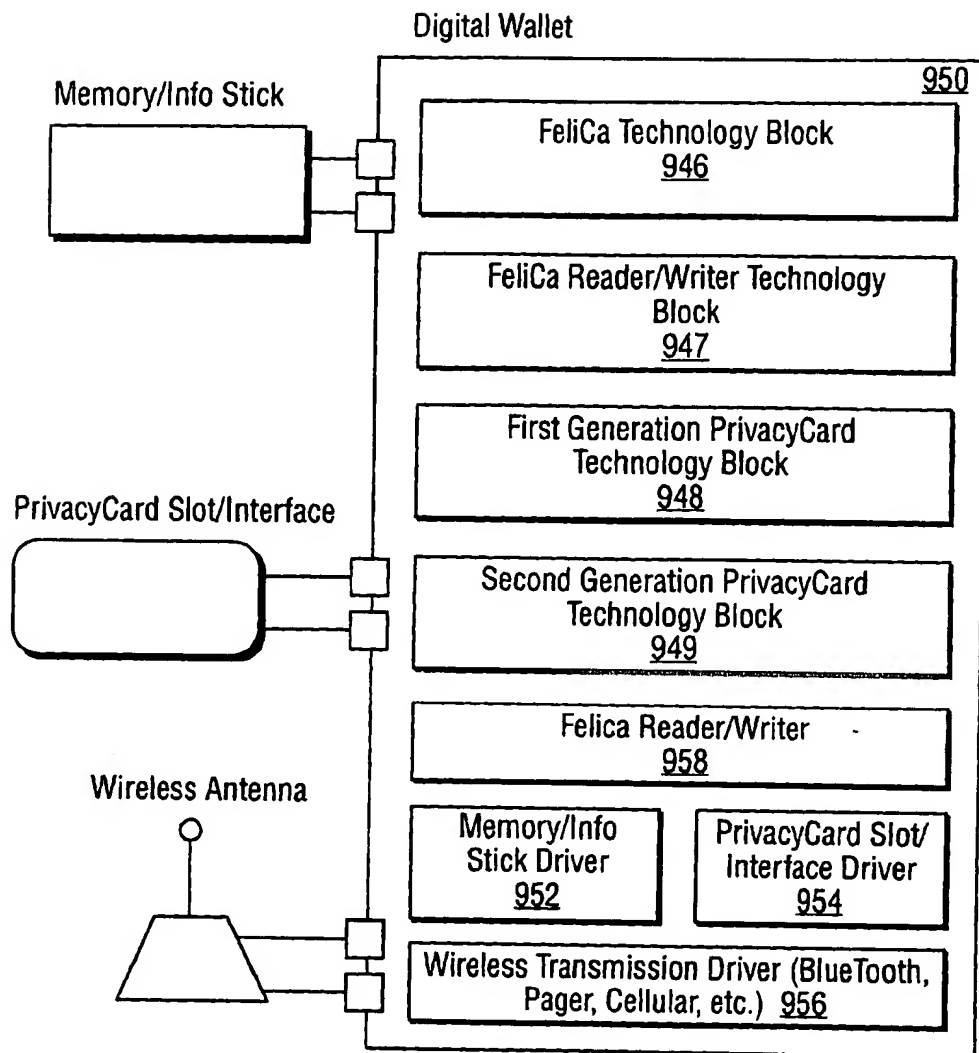 Digital Wallet
950
Memory/Info Stick
FeliCa Technology Block
946
FeliCa Reader/Writer Technology
Block
947
First Generation PrivacyCard
Technology Block
948
PrivacyCard Slot/Interface
Second Generation PrivacyCard
Technology Block
949
Felica Reader/Writer
958
Wireless Antenna
Memory/Info
Stick Driver
952
PrivacyCard Slot/
Interface Driver
954
Wireless Transmission Driver (BlueTooth,
Pager, Cellular, etc.) 956